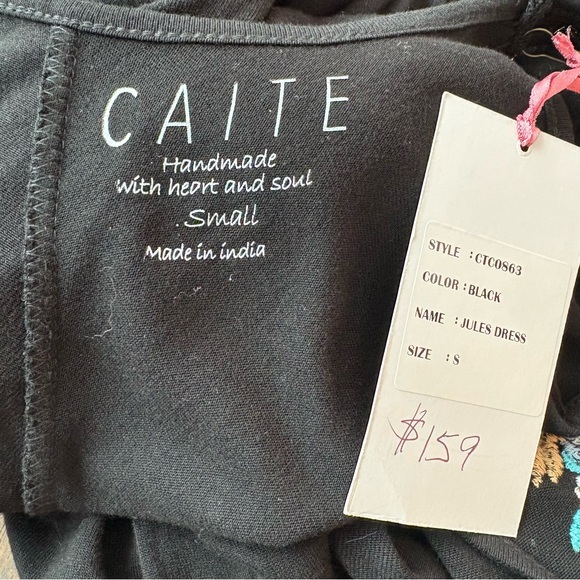 CAITE
Handmade
with heart and soul
Small
Made in india
STYLE : CTC0863
COLOR : BLACK
NAME : JULES DRESS
SIZE : S
$159